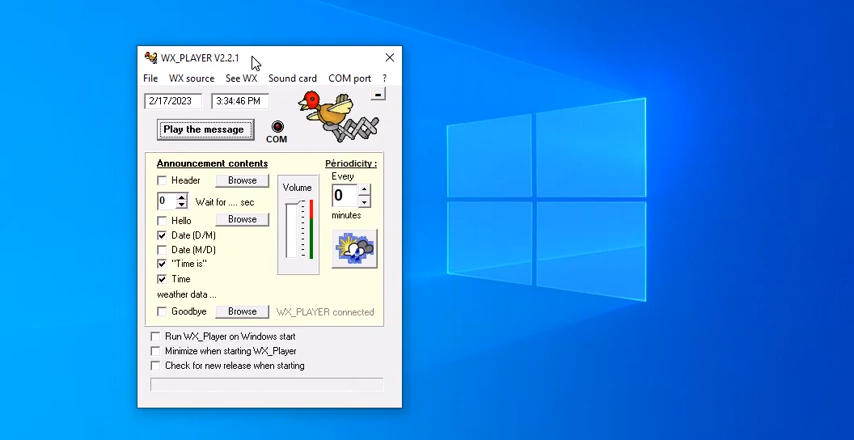 WX_PLAYER V2.2.1
File WX source See WX Sound card COM port ?
2/17/2023 3:34:46 PM
Play the message
COM
Announcement contents
Périodicity :
Header Browse
Every
0 Wait for .... sec
Volume
0
Hello Browse
minutes
Date (D/M)
Date (M/D)
"Time is"
Time
weather data ...
Goodbye Browse WX_PLAYER connected
Run WX_Player on Windows start
Minimize when starting WX_Player
Check for new release when starting